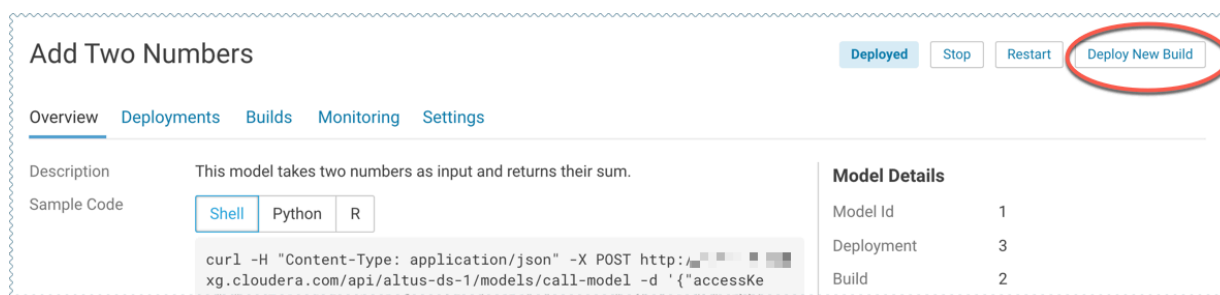 Add Two Numbers
Deployed Stop Restart Deploy New Build
Overview Deployments Builds Monitoring Settings
Description This model takes two numbers as input and returns their sum.
Sample Code
Shell Python R
curl -H "Content-Type: application/json" -X POST http:/
xg.cloudera.com/api/altus-ds-1/models/call-model -d '{"accessKe
Model Details
Model Id 1
Deployment 3
Build 2